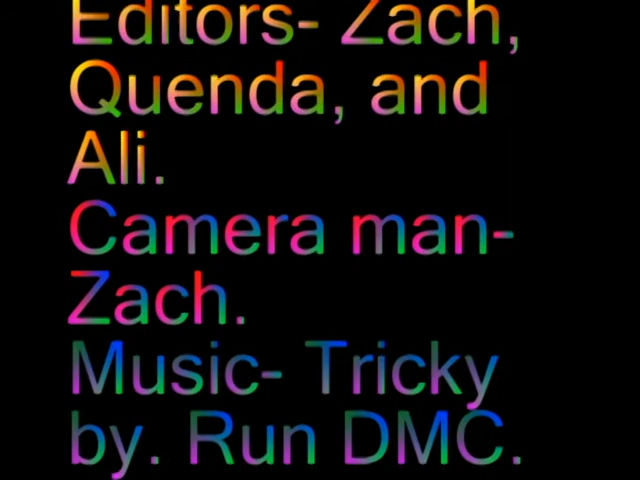 Editors- Zach,
Quenda, and
Ali.
Camera man-
Zach.
Music- Tricky
by. Run DMC.